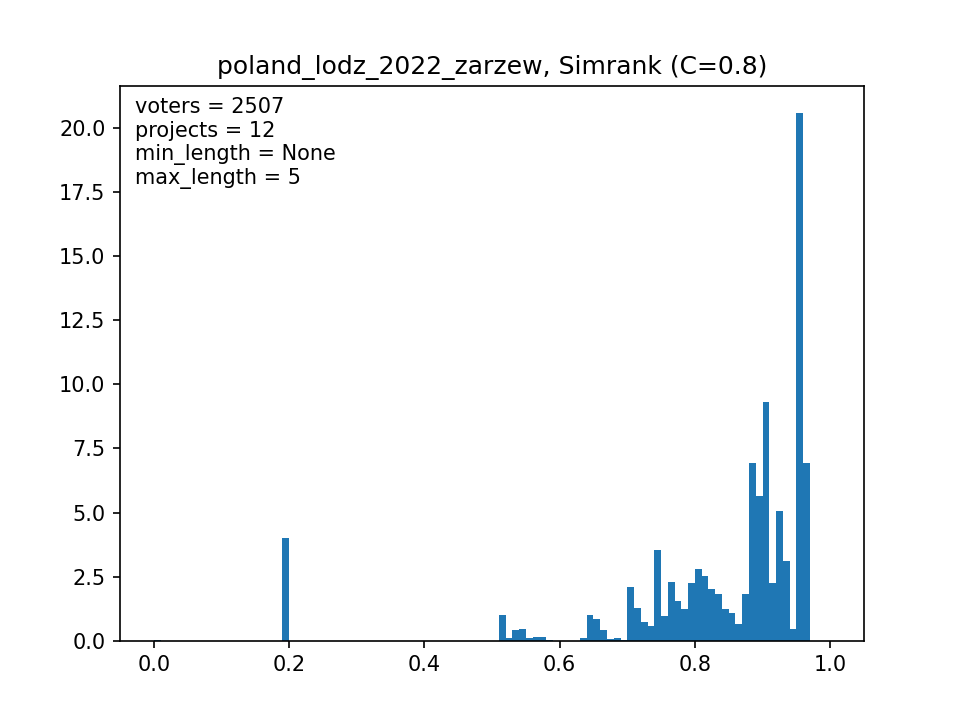 poland_lodz_2022_zarzew, Simrank (C=0.8)
voters = 2507
projects = 12
min_length = None
max_length = 5
20.0
17.5
15.0
12.5
10.0
7.5
5.0
2.5
0.0
0.0 0.2 0.4 0.6 0.8 1.0